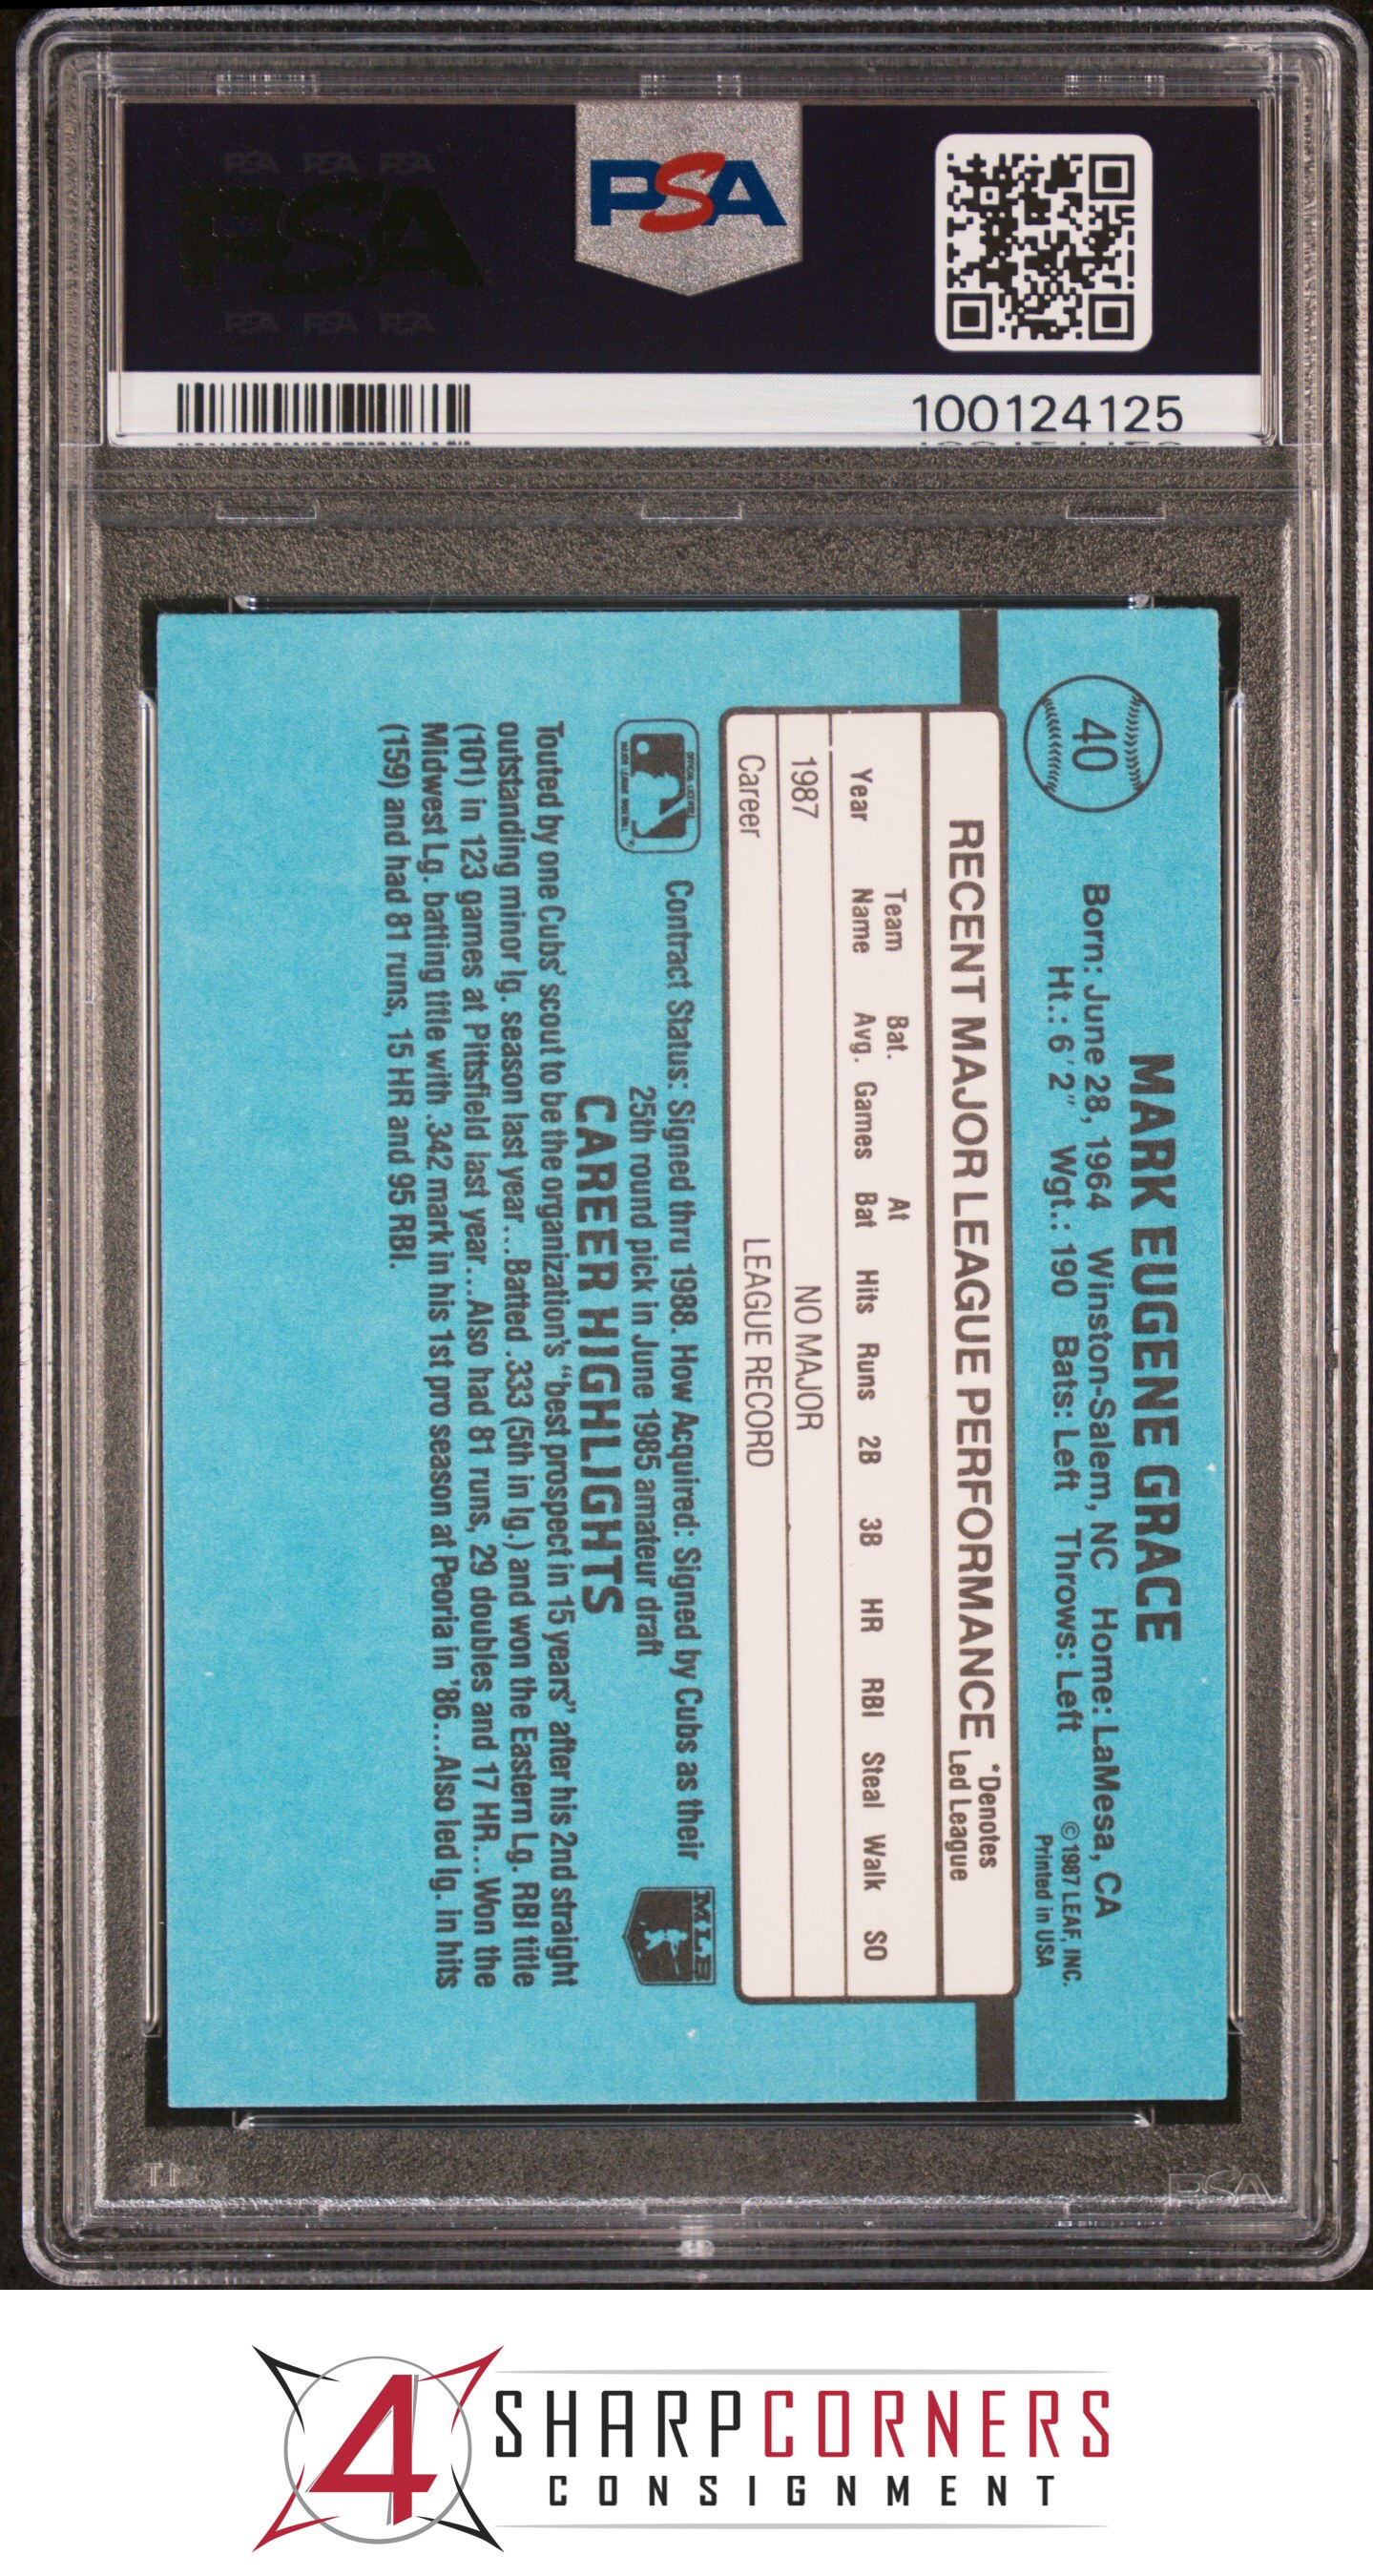 PSA PSA PSA
PSA
PSA PSA PSA
PSA
100124125
40
MARK EUGENE GRACE
Born: June 28, 1964 Winston-Salem, NC Home: LaMesa, CA
Ht.: 6'2" Wgt.: 190 Bats: Left Throws: Left
© 1987 LEAF, INC.
Printed in USA
RECENT MAJOR LEAGUE PERFORMANCE
*Denotes
Led League
Year Team Name Bat. Avg. Games At Bat Hits Runs 2B 3B HR RBI Steal Walk SO
1987 NO MAJOR
Career LEAGUE RECORD
Contract Status: Signed thru 1988. How Acquired: Signed by Cubs as their
25th round pick in June 1985 amateur draft
MLB
CAREER HIGHLIGHTS
Touted by one Cubs' scout to be the organization's "best prospect in 15 years" after his 2nd straight
outstanding minor lg. season last year...Batted .333 (5th in lg.) and won the Eastern Lg. RBI title
(101) in 123 games at Pittsfield last year...Also had 81 runs, 29 doubles and 17 HR...Won the
Midwest Lg. batting title with .342 mark in his 1st pro season at Peoria in '86...Also led lg. in hits
(159) and had 81 runs, 15 HR and 95 RBI.
PSA
4
SHARPCORNERS
CONSIGNMENT